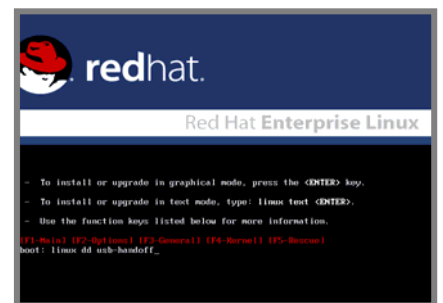 redhat.
Red Hat Enterprise Linux
-  To install or upgrade in graphical mode, press the <ENTER> key.
-  To install or upgrade in text mode, type: linux text <ENTER>.
-  Use the function keys listed below for more information.
[F1-Main] [F2-Options] [F3-General] [F4-Kernel] [F5-Rescue]
boot: linux dd usb-handoff_